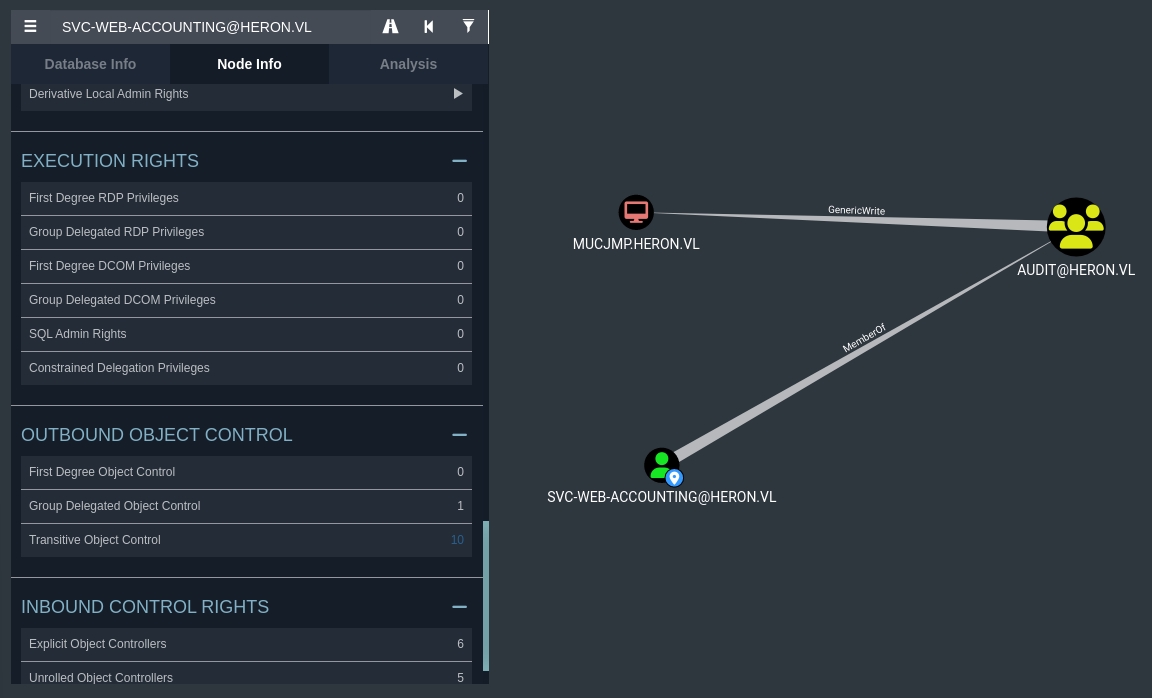 SVC-WEB-ACCOUNTING@HERON.VL
Database Info Node Info Analysis
Derivative Local Admin Rights
EXECUTION RIGHTS
First Degree RDP Privileges 0
Group Delegated RDP Privileges 0
First Degree DCOM Privileges 0
Group Delegated DCOM Privileges 0
SQL Admin Rights 0
Constrained Delegation Privileges 0
OUTBOUND OBJECT CONTROL
First Degree Object Control 0
Group Delegated Object Control 1
Transitive Object Control 10
INBOUND CONTROL RIGHTS
Explicit Object Controllers 6
Unrolled Object Controllers 5
GenericWrite
MUCJMP.HERON.VL
AUDIT@HERON.VL
MemberOf
SVC-WEB-ACCOUNTING@HERON.VL